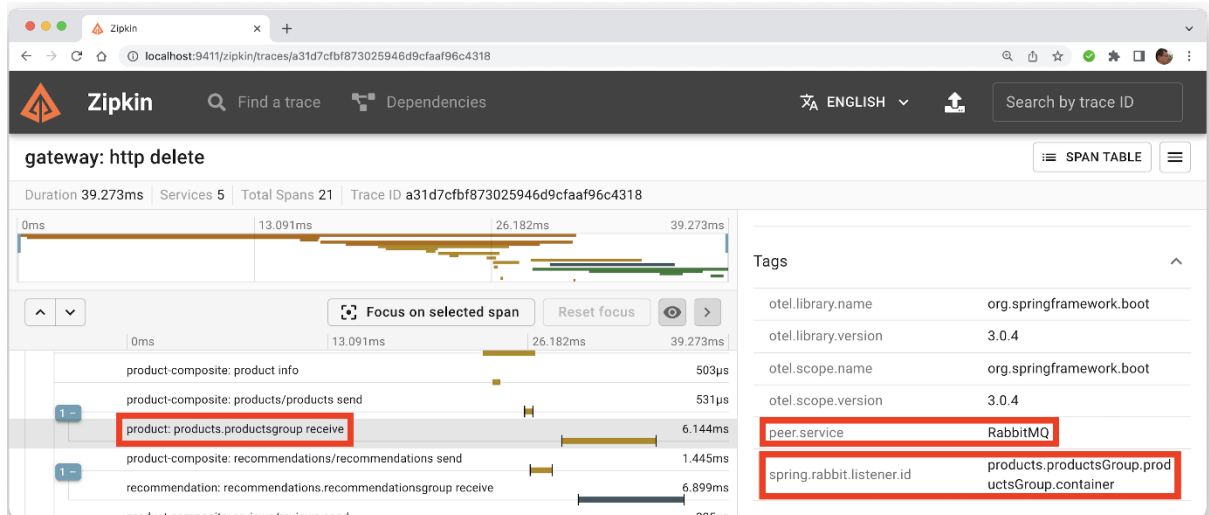 Zipkin
localhost:9411/zipkin/traces/a31d7cfbf873025946d9cfaaf96c4318
Zipkin
Find a trace
Dependencies
ENGLISH
Search by trace ID
gateway: http delete
SPAN TABLE
Duration 39.273ms Services 5 Total Spans 21 Trace ID a31d7cfbf873025946d9cfaaf96c4318
0ms 13.091ms 26.182ms 39.273ms
Focus on selected span
Reset focus
0ms 13.091ms 26.182ms 39.273ms
product-composite: product info 503μs
product-composite: products/products send 531μs
1 –
product: products.productsgroup receive 6.144ms
product-composite: recommendations/recommendations send 1.445ms
1 –
recommendation: recommendations.recommendationsgroup receive 6.899ms
Tags
otel.library.name org.springframework.boot
otel.library.version 3.0.4
otel.scope.name org.springframework.boot
otel.scope.version 3.0.4
peer.service RabbitMQ
spring.rabbit.listener.id products.productsGroup.prod
uctsGroup.container